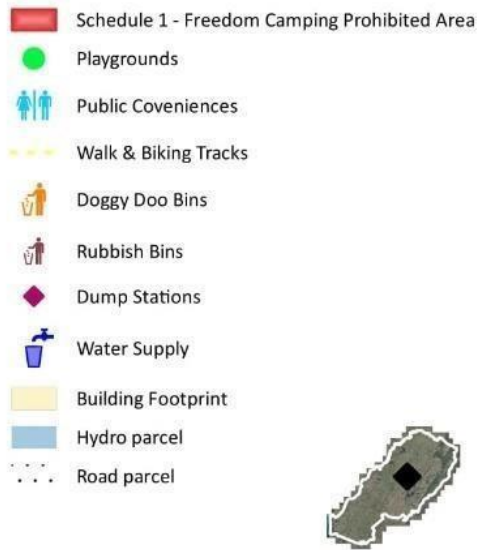 Schedule 1 - Freedom Camping Prohibited Area
Playgrounds
Public Coveniences
Walk & Biking Tracks
Doggy Doo Bins
Rubbish Bins
Dump Stations
Water Supply
Building Footprint
Hydro parcel
Road parcel